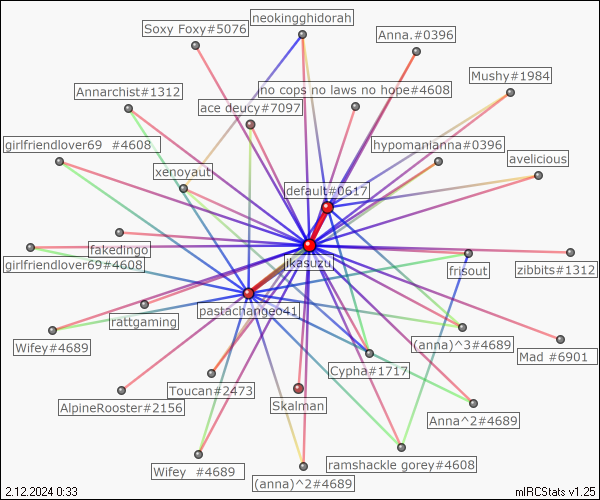 neokingghidorah
Soxy Foxy#5076
Anna.#0396
Mushy#1984
Annarchist#1312
no cops no laws no hope#4608
ace deucy#7097
girlfriendlover69 #4608
hypomanianna#0396
avelicious
xenoyaut
default#0617
fakedingo
jkasuzu
girlfriendlover69#4608
frisout
zibbits#1312
pastachangeo41
rattgaming
Wifey#4689
(anna)^3#4689
Mad #6901
Cypha#1717
Toucan#2473
AlpineRooster#2156
Skalman
Anna^2#4689
Wifey #4689
ramshackle gorey#4608
(anna)^2#4689
2.12.2024 0:33
mIRCStats v1.25